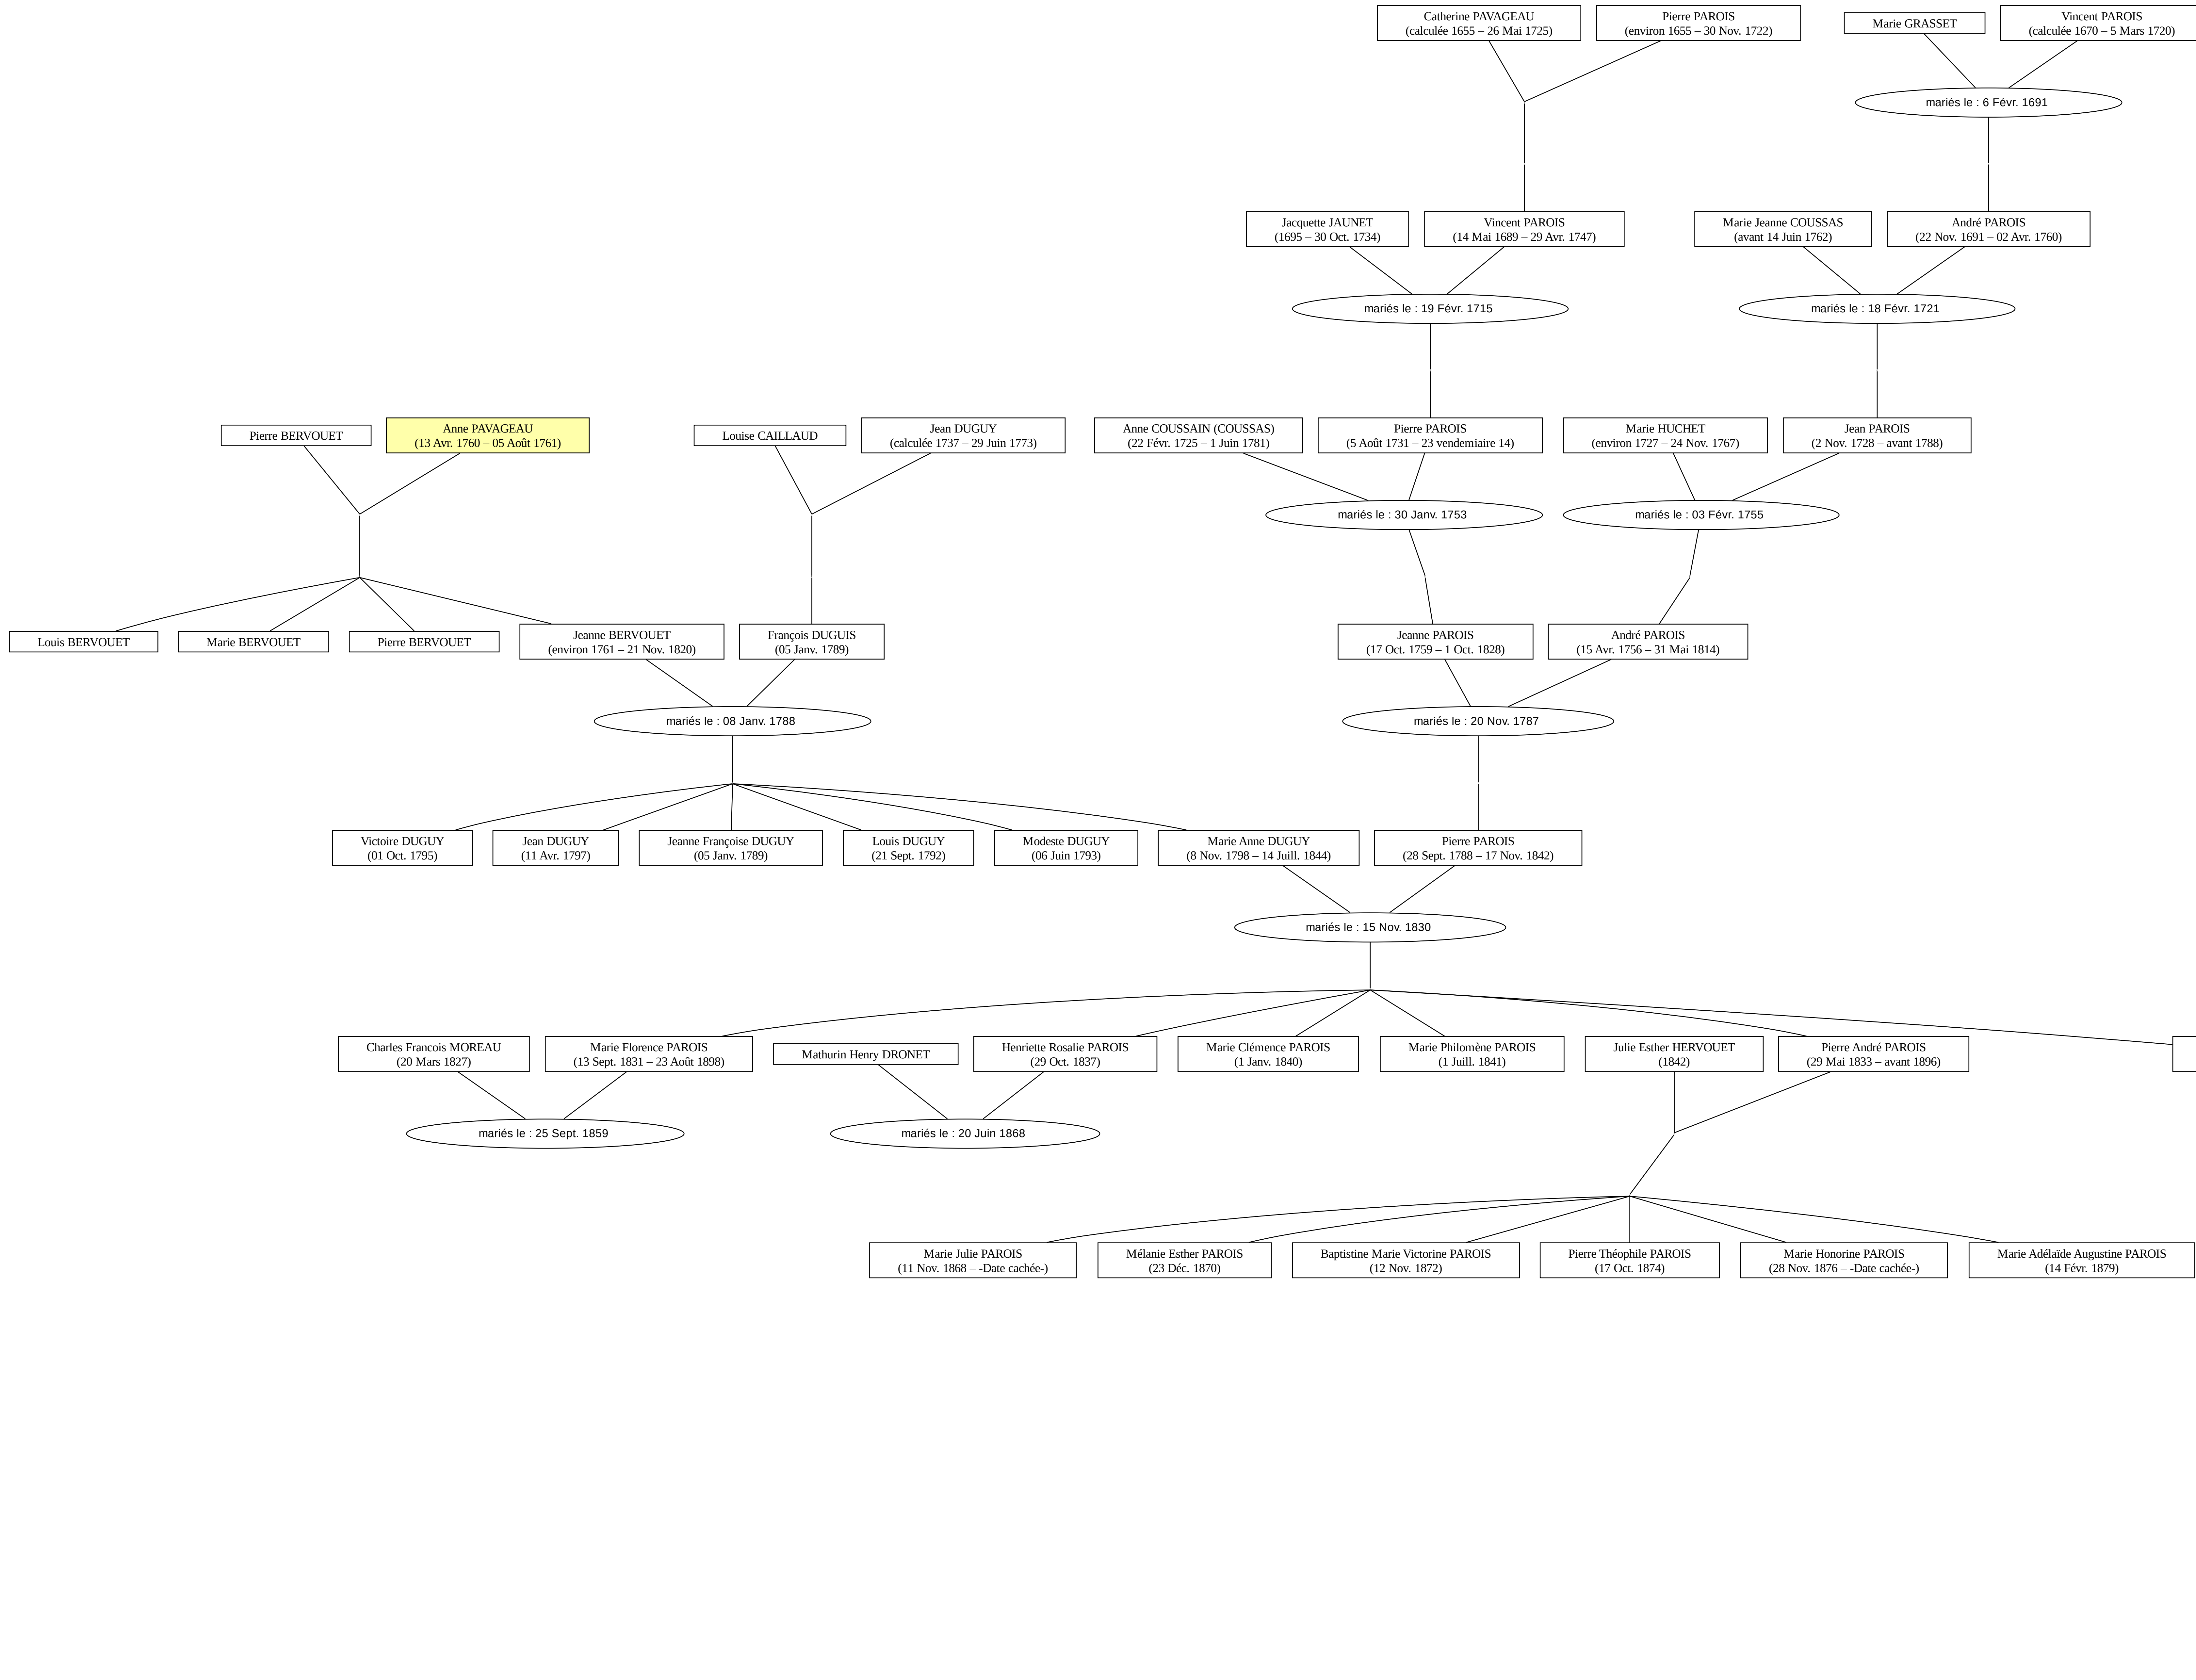 Catherine PAVAGEAU
(calculée 1655 – 26 Mai 1725)
Pierre PAROIS
(environ 1655 – 30 Nov. 1722)
Marie GRASSET
Vincent PAROIS
(calculée 1670 – 5 Mars 1720)
mariés le : 6 Févr. 1691
Jacquette JAUNET
(1695 – 30 Oct. 1734)
Vincent PAROIS
(14 Mai 1689 – 29 Avr. 1747)
Marie Jeanne COUSSAS
(avant 14 Juin 1762)
André PAROIS
(22 Nov. 1691 – 02 Avr. 1760)
mariés le : 19 Févr. 1715
mariés le : 18 Févr. 1721
Pierre BERVOUET
Anne PAVAGEAU
(13 Avr. 1760 – 05 Août 1761)
Louise CAILLAUD
Jean DUGUY
(calculée 1737 – 29 Juin 1773)
Anne COUSSAIN (COUSSAS)
(22 Févr. 1725 – 1 Juin 1781)
Pierre PAROIS
(5 Août 1731 – 23 vendemiaire 14)
Marie HUCHET
(environ 1727 – 24 Nov. 1767)
Jean PAROIS
(2 Nov. 1728 – avant 1788)
mariés le : 30 Janv. 1753
mariés le : 03 Févr. 1755
Louis BERVOUET
Marie BERVOUET
Pierre BERVOUET
Jeanne BERVOUET
(environ 1761 – 21 Nov. 1820)
François DUGUIS
(05 Janv. 1789)
Jeanne PAROIS
(17 Oct. 1759 – 1 Oct. 1828)
André PAROIS
(15 Avr. 1756 – 31 Mai 1814)
mariés le : 08 Janv. 1788
mariés le : 20 Nov. 1787
Victoire DUGUY
(01 Oct. 1795)
Jean DUGUY
(11 Avr. 1797)
Jeanne Françoise DUGUY
(05 Janv. 1789)
Louis DUGUY
(21 Sept. 1792)
Modeste DUGUY
(06 Juin 1793)
Marie Anne DUGUY
(8 Nov. 1798 – 14 Juill. 1844)
Pierre PAROIS
(28 Sept. 1788 – 17 Nov. 1842)
mariés le : 15 Nov. 1830
Charles Francois MOREAU
(20 Mars 1827)
Marie Florence PAROIS
(13 Sept. 1831 – 23 Août 1898)
Mathurin Henry DRONET
Henriette Rosalie PAROIS
(29 Oct. 1837)
Marie Clémence PAROIS
(1 Janv. 1840)
Marie Philomène PAROIS
(1 Juill. 1841)
Julie Esther HERVOUET
(1842)
Pierre André PAROIS
(29 Mai 1833 – avant 1896)
mariés le : 25 Sept. 1859
mariés le : 20 Juin 1868
Marie Julie PAROIS
(11 Nov. 1868 – -Date cachée-)
Mélanie Esther PAROIS
(23 Déc. 1870)
Baptistine Marie Victorine PAROIS
(12 Nov. 1872)
Pierre Théophile PAROIS
(17 Oct. 1874)
Marie Honorine PAROIS
(28 Nov. 1876 – -Date cachée-)
Marie Adélaïde Augustine PAROIS
(14 Févr. 1879)